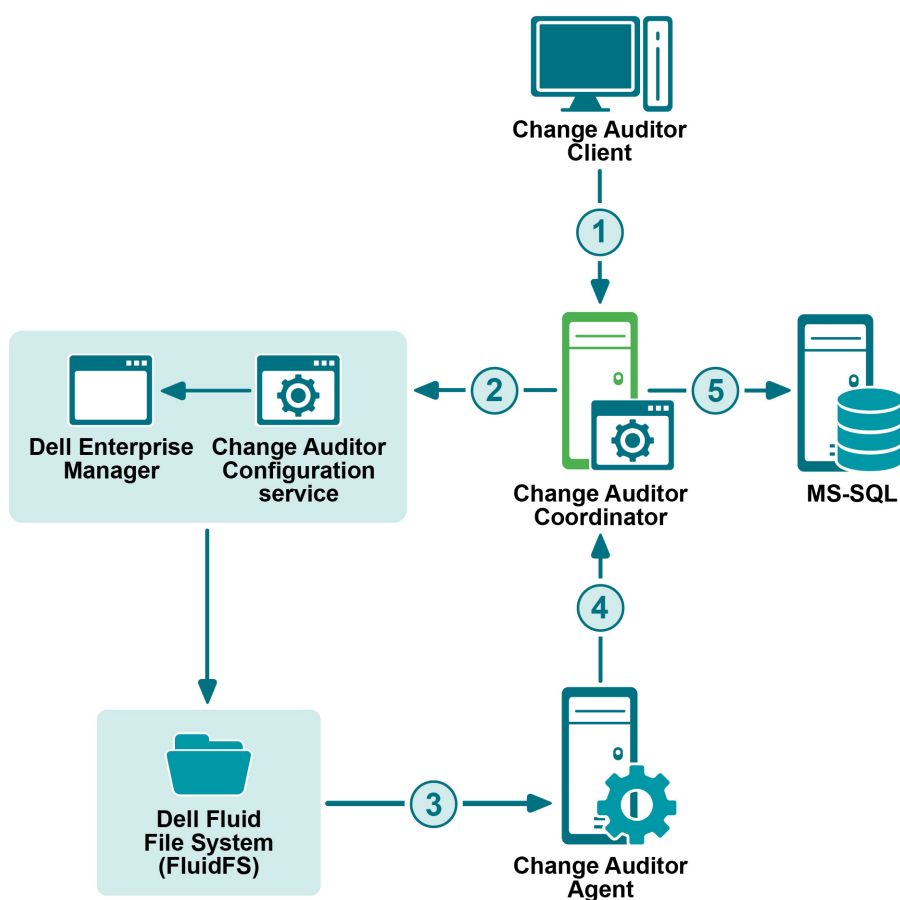 Change Auditor
Client
1
2
5
Dell Enterprise
Manager
Change Auditor
Configuration
service
Change Auditor
Coordinator
MS-SQL
4
3
Dell Fluid
File System
(FluidFS)
Change Auditor
Agent